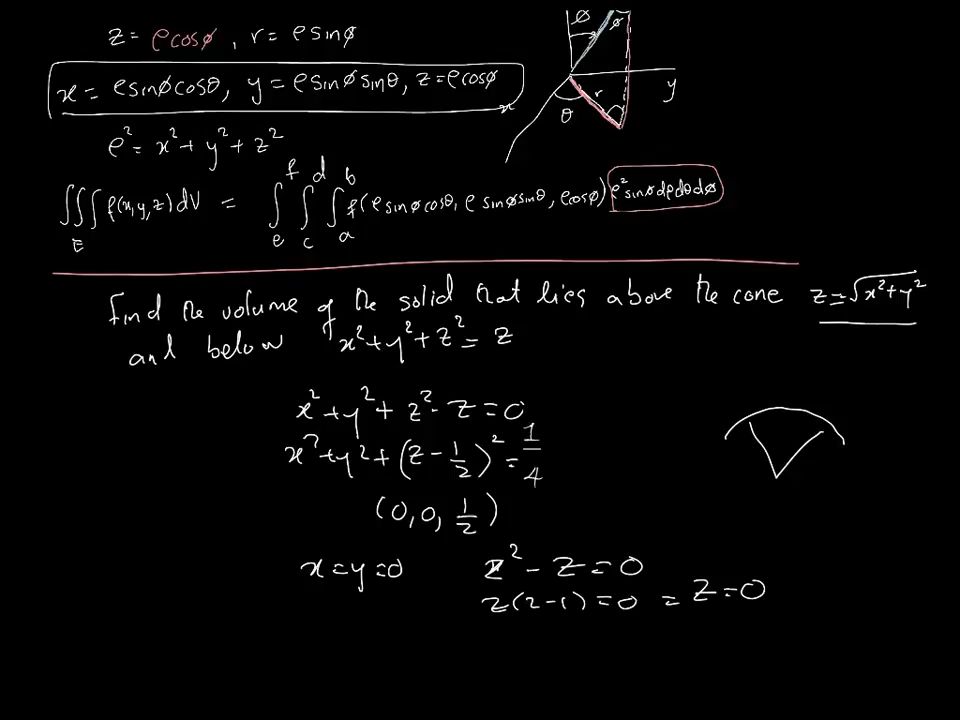 z = ρcosφ , r = ρsinφ
x = ρsinφcosθ, y = ρsinφsinθ, z = ρcosφ
ρ² = x² + y² + z²
∭_E f(x,y,z) dV = ∫_e^f ∫_c^d ∫_a^b f(ρsinφcosθ, ρsinφsinθ, ρcosφ) ρ²sinφdρdθdφ
φ φ
r y
x θ
Find the volume of the solid that lies above the cone z = √x²+y²
and below x² + y² + z² = z
x² + y² + z² - z = 0
x² + y² + (z - 1/2)² = 1/4
(0, 0, 1/2)
x = y = 0 z² - z = 0
z(z-1) = 0 = z = 0